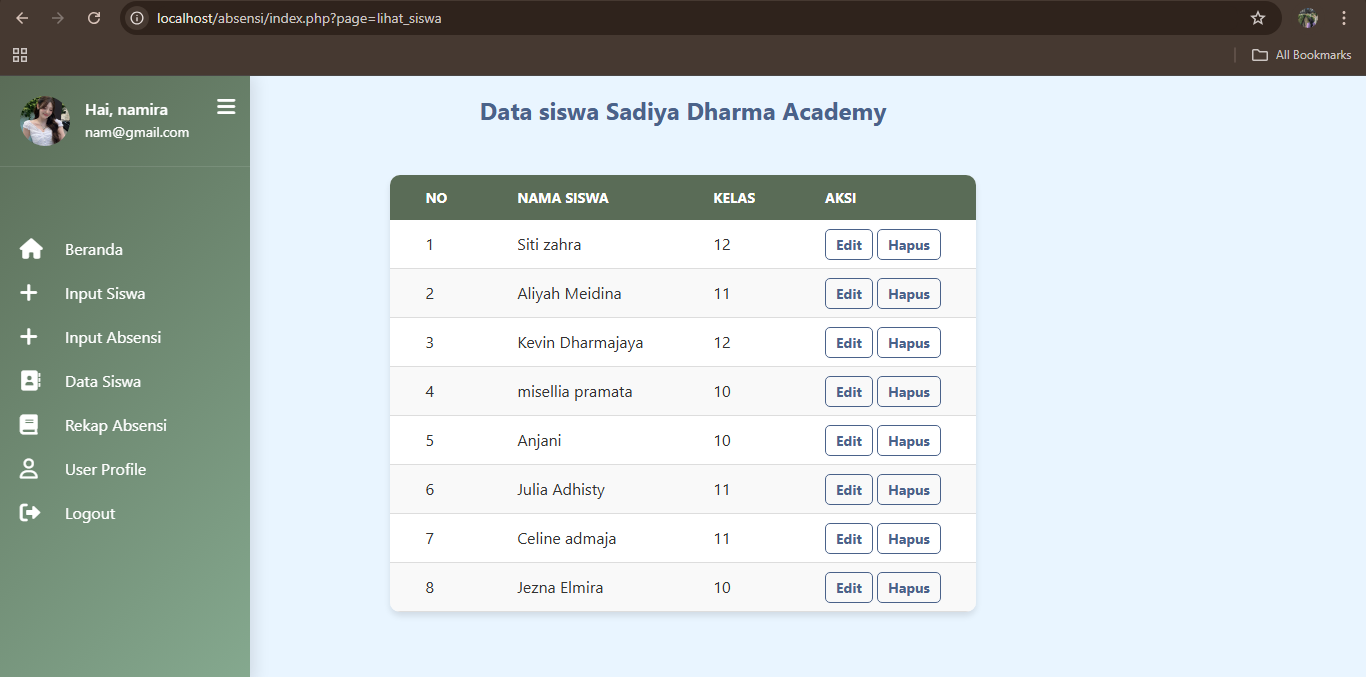 localhost/absensi/index.php?page=lihat_siswa
All Bookmarks
Hai, namira
nam@gmail.com
Beranda
Input Siswa
Input Absensi
Data Siswa
Rekap Absensi
User Profile
Logout
Data siswa Sadiya Dharma Academy
NO NAMA SISWA KELAS AKSI
1 Siti zahra 12 Edit Hapus
2 Aliyah Meidina 11 Edit Hapus
3 Kevin Dharmajaya 12 Edit Hapus
4 misellia pramata 10 Edit Hapus
5 Anjani 10 Edit Hapus
6 Julia Adhisty 11 Edit Hapus
7 Celine admaja 11 Edit Hapus
8 Jezna Elmira 10 Edit Hapus